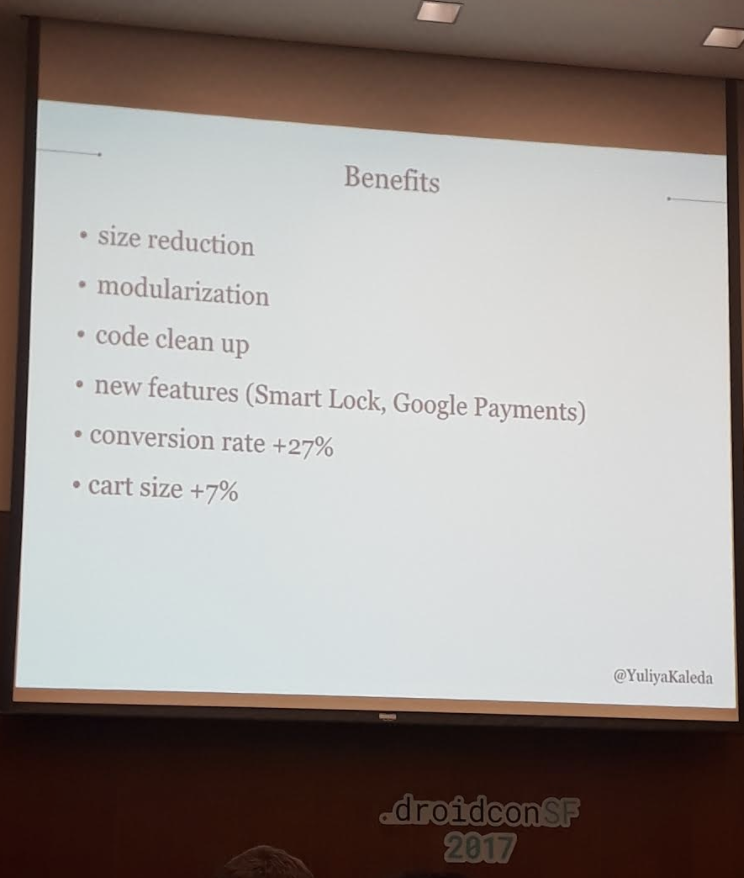 Benefits
• size reduction
• modularization
• code clean up
• new features (Smart Lock, Google Payments)
• conversion rate +27%
• cart size +7%
@YuliyaKaleda
.droidconSF
2017